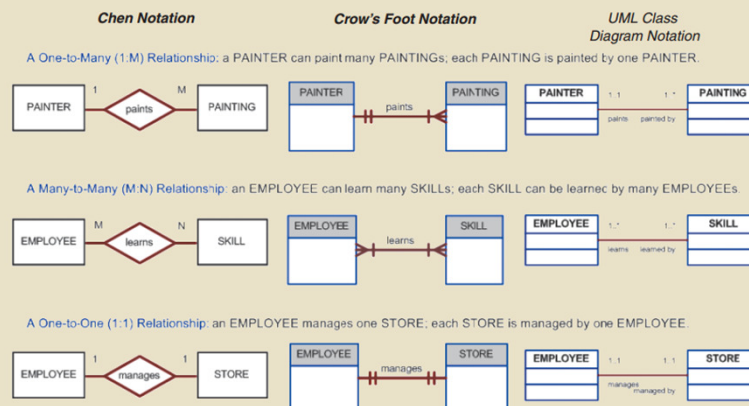 Chen Notation
Crow's Foot Notation
UML Class
Diagram Notation
A One-to-Many (1:M) Relationship: a PAINTER can paint many PAINTINGs; each PAINTING is painted by one PAINTER.
PAINTER 1 paints M PAINTING
PAINTER paints PAINTING
PAINTER 1..1 1..* PAINTING
paints painted by
A Many-to-Many (M:N) Relationship: an EMPLOYEE can learn many SKILLs; each SKILL can be learned by many EMPLOYEEs.
EMPLOYEE M learns N SKILL
EMPLOYEE learns SKILL
EMPLOYEE 1..* 1..* SKILL
learns learned by
A One-to-One (1:1) Relationship: an EMPLOYEE manages one STORE; each STORE is managed by one EMPLOYEE.
EMPLOYEE 1 manages 1 STORE
EMPLOYEE manages STORE
EMPLOYEE 1..1 1..1 STORE
manages managed by